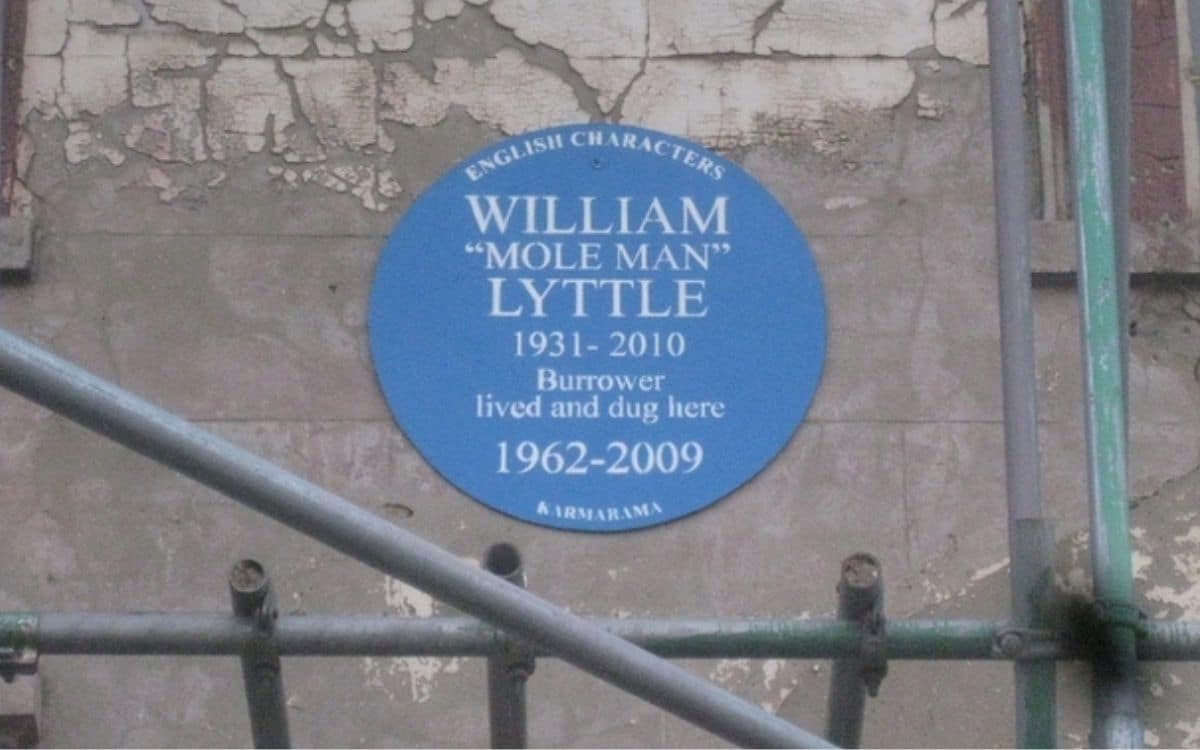 ENGLISH CHARACTERS
WILLIAM
“MOLE MAN”
LYTTLE
1931- 2010
Burrower
lived and dug here
1962-2009
KARMARAMA